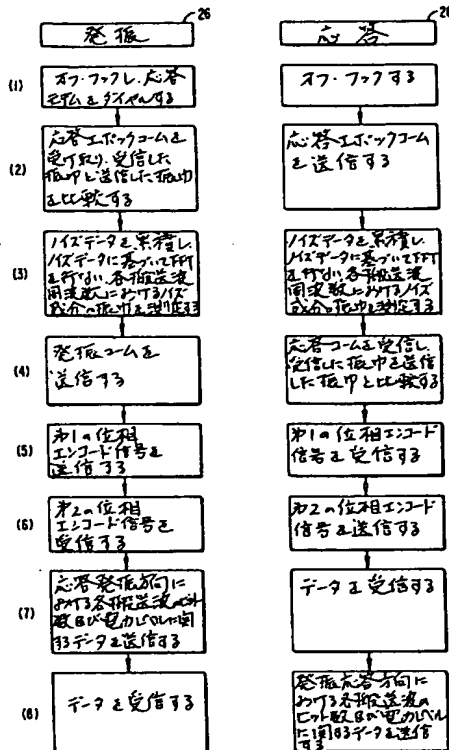 26
発振
28
応答
(1)
オフ・フックし、応答
モデムをダイヤルする
オフ・フックする
(2)
応答エポックコームを
受け取り、受信した
振巾と送信した振巾
を比較する
応答エポックコーム
を送信する
(3)
ノイズデータを累積し、
ノイズデータに基づいてFFT
を行ない、各搬送波
周波数におけるノイズ
成分の振巾を測定する
ノイズデータを累積し、
ノイズデータに基づいてFFT
を行ない、各搬送波
周波数におけるノイズ
成分の振巾を測定する
(4)
発振コームを
送信する
応答コームを受信し、
受信した振巾を送信
した振巾と比較する
(5)
第1の位相
エンコード信号を
送信する
第1の位相エンコード
信号を受信する
(6)
第2の位相
エンコード信号を
受信する
第2の位相エンコード
信号を送信する
(7)
応答発振方向に
おける各搬送波のビット
数及び電力レベルに関
するデータを送信する
データを受信する
(8)
データを受信する
発振応答方向に
おける各搬送波の
ビット数及び電力レベル
に関するデータを送信
する